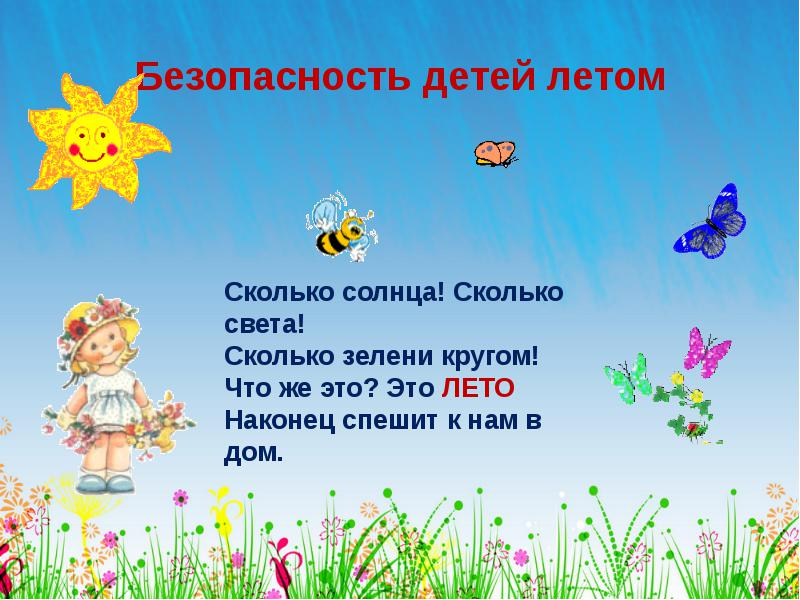 Безопасность детей летом
Сколько солнца! Сколько
света!
Сколько зелени кругом!
Что же это? Это ЛЕТО
Наконец спешит к нам в
дом.